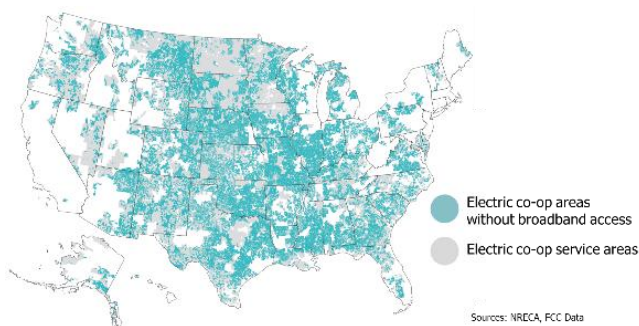 Electric co-op areas
without broadband access
Electric co-op service areas
Sources: NRECA, FCC Data